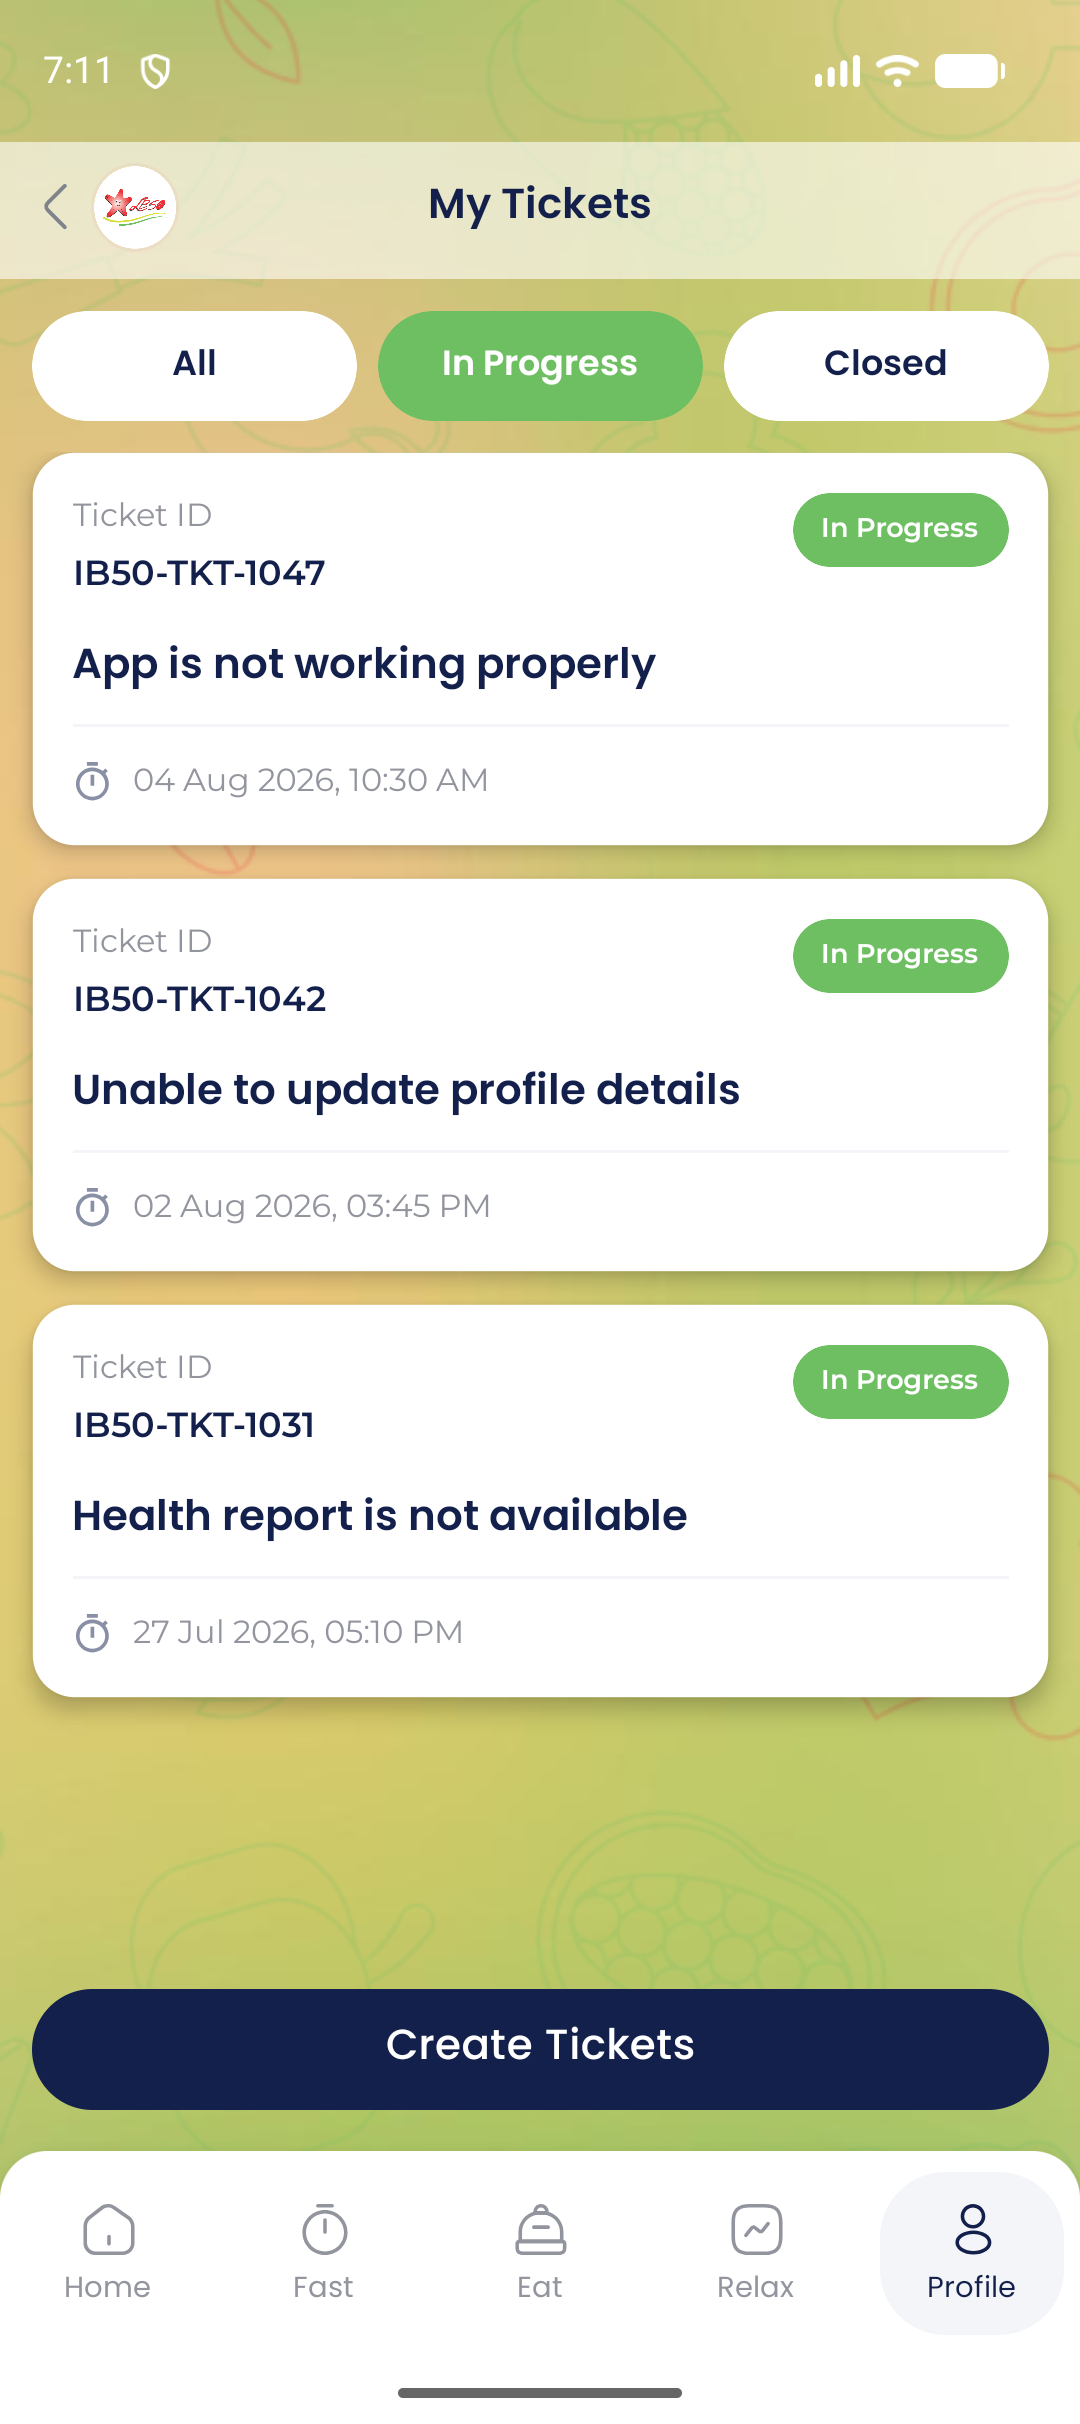 7:11
My Tickets
All
In Progress
Closed
Ticket ID
In Progress
IB50-TKT-1047
App is not working properly
04 Aug 2026, 10:30 AM
Ticket ID
In Progress
IB50-TKT-1042
Unable to update profile details
02 Aug 2026, 03:45 PM
Ticket ID
In Progress
IB50-TKT-1031
Health report is not available
27 Jul 2026, 05:10 PM
Create Tickets
Home
Fast
Eat
Relax
Profile